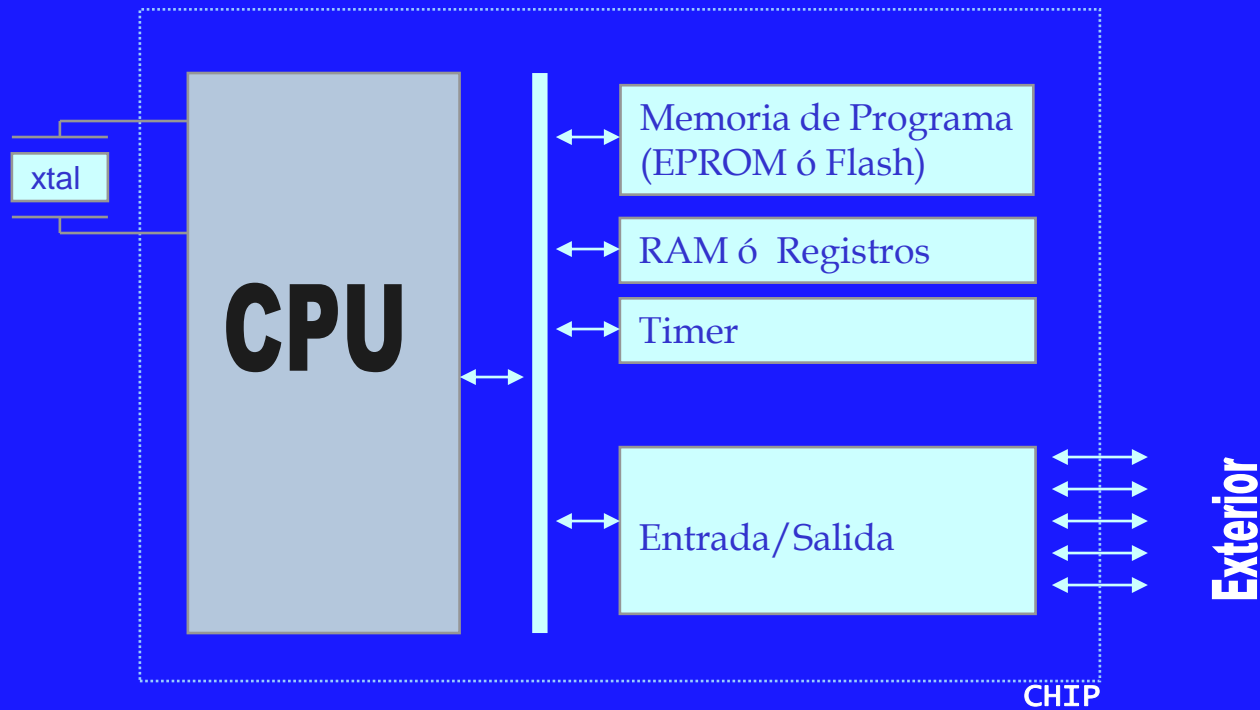 xtal
CPU
Memoria de Programa
(EPROM ó Flash)
RAM ó Registros
Timer
Entrada/Salida
Exterior
CHIP